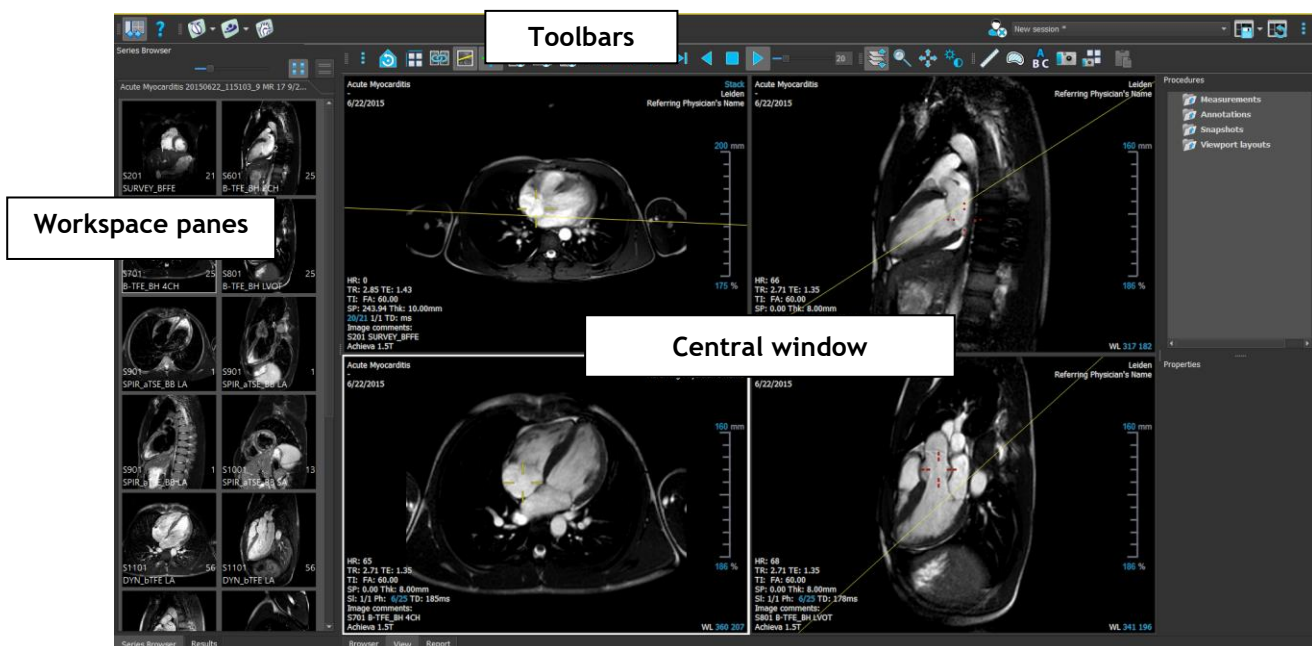 Toolbars
?
New session *
Series Browser
20
A
B C
Acute Myocarditis 20150622_115103_9 MR 17 9/2...
S201 21
SURVEY_BFFE
S601 25
B-TFE_BH 2CH
Workspace panes
S701 25
B-TFE_BH 4CH
S801 25
B-TFE_BH LVOT
S901 1
SPIR_aTSE_BB LA
S901 1
SPIR_aTSE_BB LA
S901 1
SPIR_aTSE_BB LA
S1001 13
SPIR_aTSE_BB SA
S1101 56
DYN_bTFE LA
S1101 56
DYN_bTFE LA
Series Browser Results
Acute Myocarditis
-
6/22/2015
Stack
Leiden
Referring Physician's Name
200 mm
175 %
HR: 0
TR: 2.85 TE: 1.43
TI: FA: 60.00
SP: 243.94 Thk: 10.00mm
20/21 1/1 TD: ms
Image comments:
S201 SURVEY_BFFE
Achieva 1.5T
Acute Myocarditis
-
6/22/2015
Leiden
Referring Physician's Name
160 mm
186 %
HR: 66
TR: 2.71 TE: 1.35
TI: FA: 60.00
SP: 0.00 Thk: 8.00mm
WL 317 182
Central window
Acute Myocarditis
-
6/22/2015
160 mm
186 %
HR: 65
TR: 2.71 TE: 1.35
TI: FA: 60.00
SP: 0.00 Thk: 8.00mm
Sl: 1/1 Ph: 6/25 TD: 185ms
Image comments:
S701 B-TFE_BH 4CH
Achieva 1.5T
WL 360 207
Acute Myocarditis
-
6/22/2015
Leiden
Referring Physician's Name
160 mm
186 %
HR: 68
TR: 2.71 TE: 1.35
TI: FA: 60.00
SP: 0.00 Thk: 8.00mm
Sl: 1/1 Ph: 6/25 TD: 178ms
Image comments:
S801 B-TFE_BH LVOT
Achieva 1.5T
WL 341 196
Browser View Report
Procedures
Measurements
Annotations
Snapshots
Viewport layouts
Properties